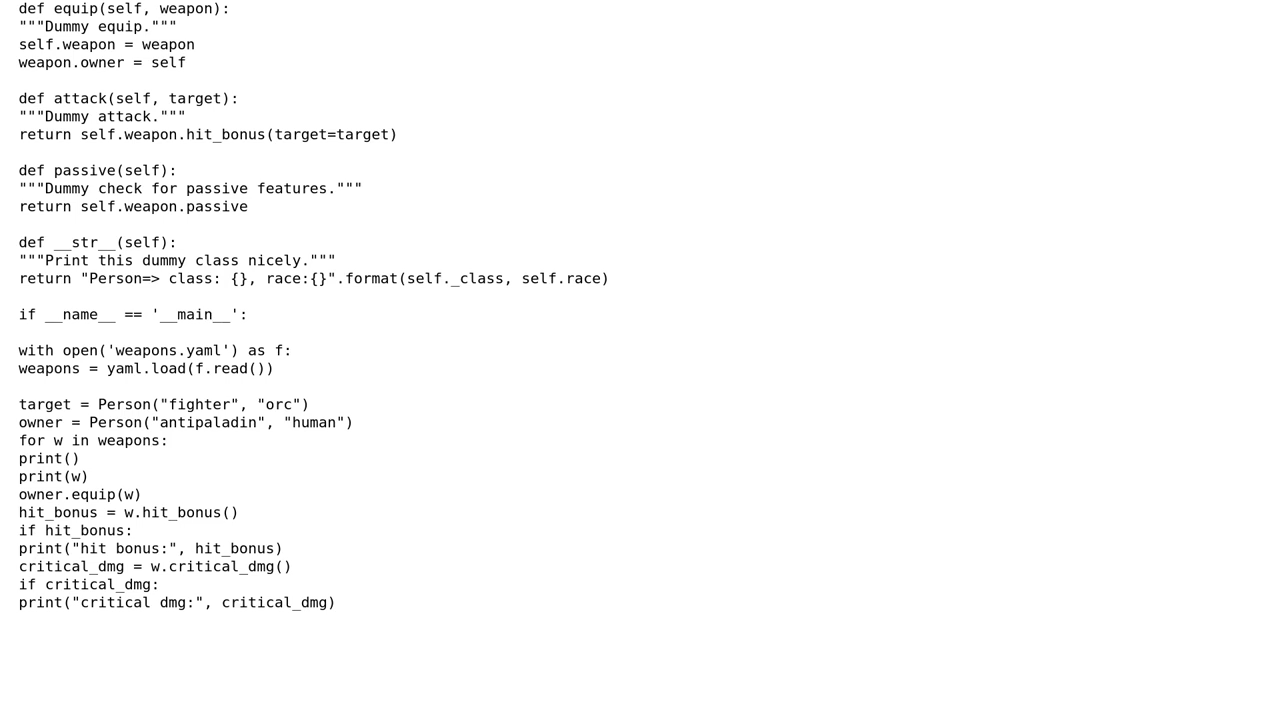 def equip(self, weapon):
"""Dummy equip."""
self.weapon = weapon
weapon.owner = self

def attack(self, target):
"""Dummy attack."""
return self.weapon.hit_bonus(target=target)

def passive(self):
"""Dummy check for passive features."""
return self.weapon.passive

def __str__(self):
"""Print this dummy class nicely."""
return "Person=> class: {}, race:{}".format(self._class, self.race)

if __name__ == '__main__':

with open('weapons.yaml') as f:
weapons = yaml.load(f.read())

target = Person("fighter", "orc")
owner = Person("antipaladin", "human")
for w in weapons:
print()
print(w)
owner.equip(w)
hit_bonus = w.hit_bonus()
if hit_bonus:
print("hit bonus:", hit_bonus)
critical_dmg = w.critical_dmg()
if critical_dmg:
print("critical dmg:", critical_dmg)